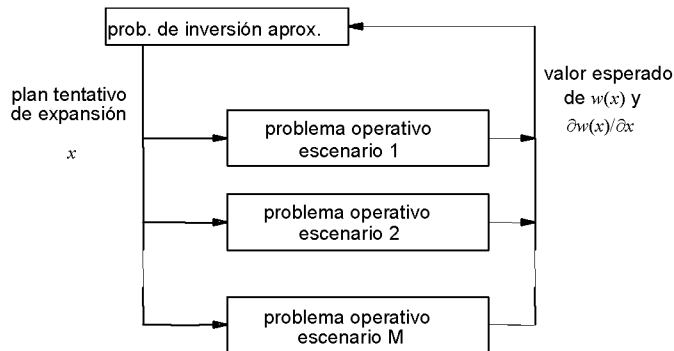 prob. de inversión aprox.
plan tentativo
de expansión
x
valor esperado
de w(x) y
∂w(x)/∂x
problema operativo
escenario 1
problema operativo
escenario 2
problema operativo
escenario M